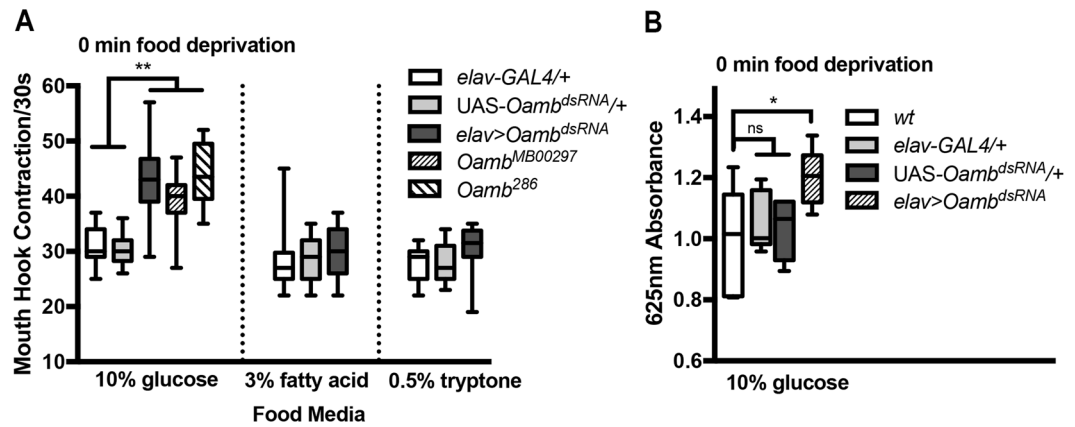 A
0 min food deprivation
**
Mouth Hook Contraction/30s
60
50
40
30
20
10
elav-GAL4/+
UAS-Oamb^dsRNA/+
elav>Oamb^dsRNA
Oamb^MB00297
Oamb^286
10% glucose
3% fatty acid
0.5% tryptone
Food Media
B
0 min food deprivation
*
ns
625nm Absorbance
1.4
1.2
1.0
0.8
0.6
wt
elav-GAL4/+
UAS-Oamb^dsRNA/+
elav>Oamb^dsRNA
10% glucose